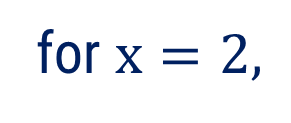 for x = 2,